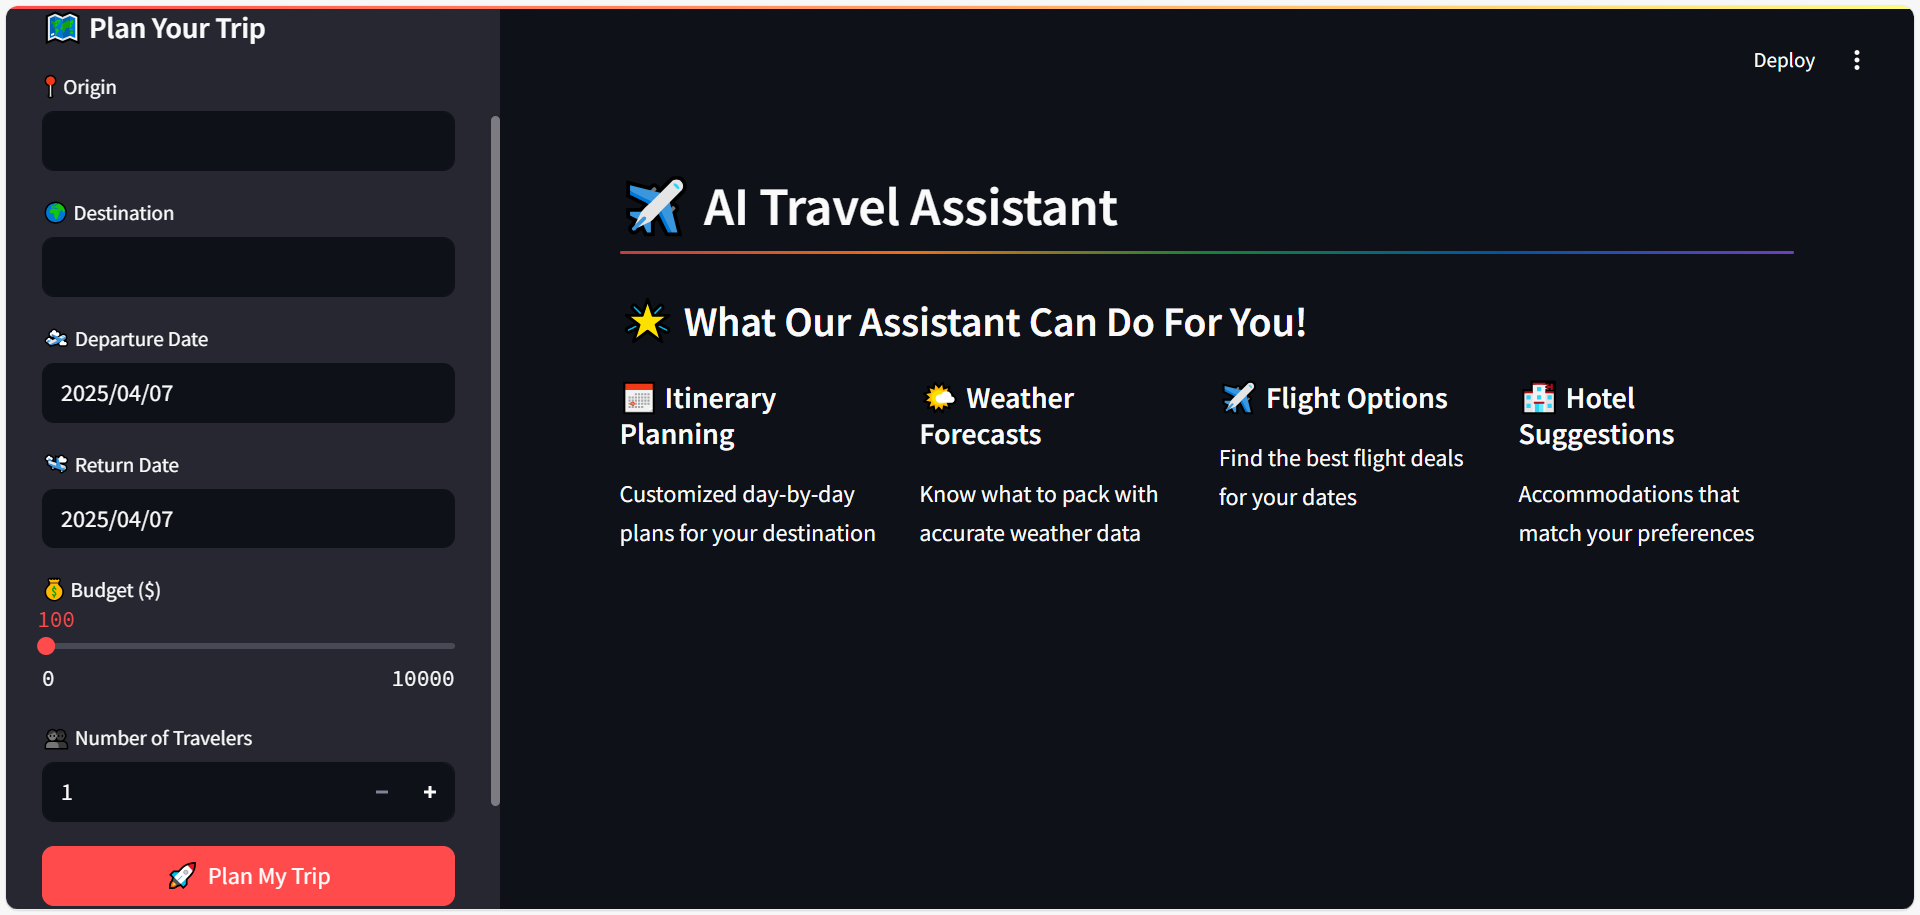 Plan Your Trip
Origin
Destination
Departure Date
2025/04/07
Return Date
2025/04/07
Budget ($)
100
0 10000
Number of Travelers
1 − +
Plan My Trip
Deploy
AI Travel Assistant
What Our Assistant Can Do For You!
Itinerary
Planning
Customized day-by-day
plans for your destination
Weather
Forecasts
Know what to pack with
accurate weather data
Flight Options
Find the best flight deals
for your dates
Hotel
Suggestions
Accommodations that
match your preferences